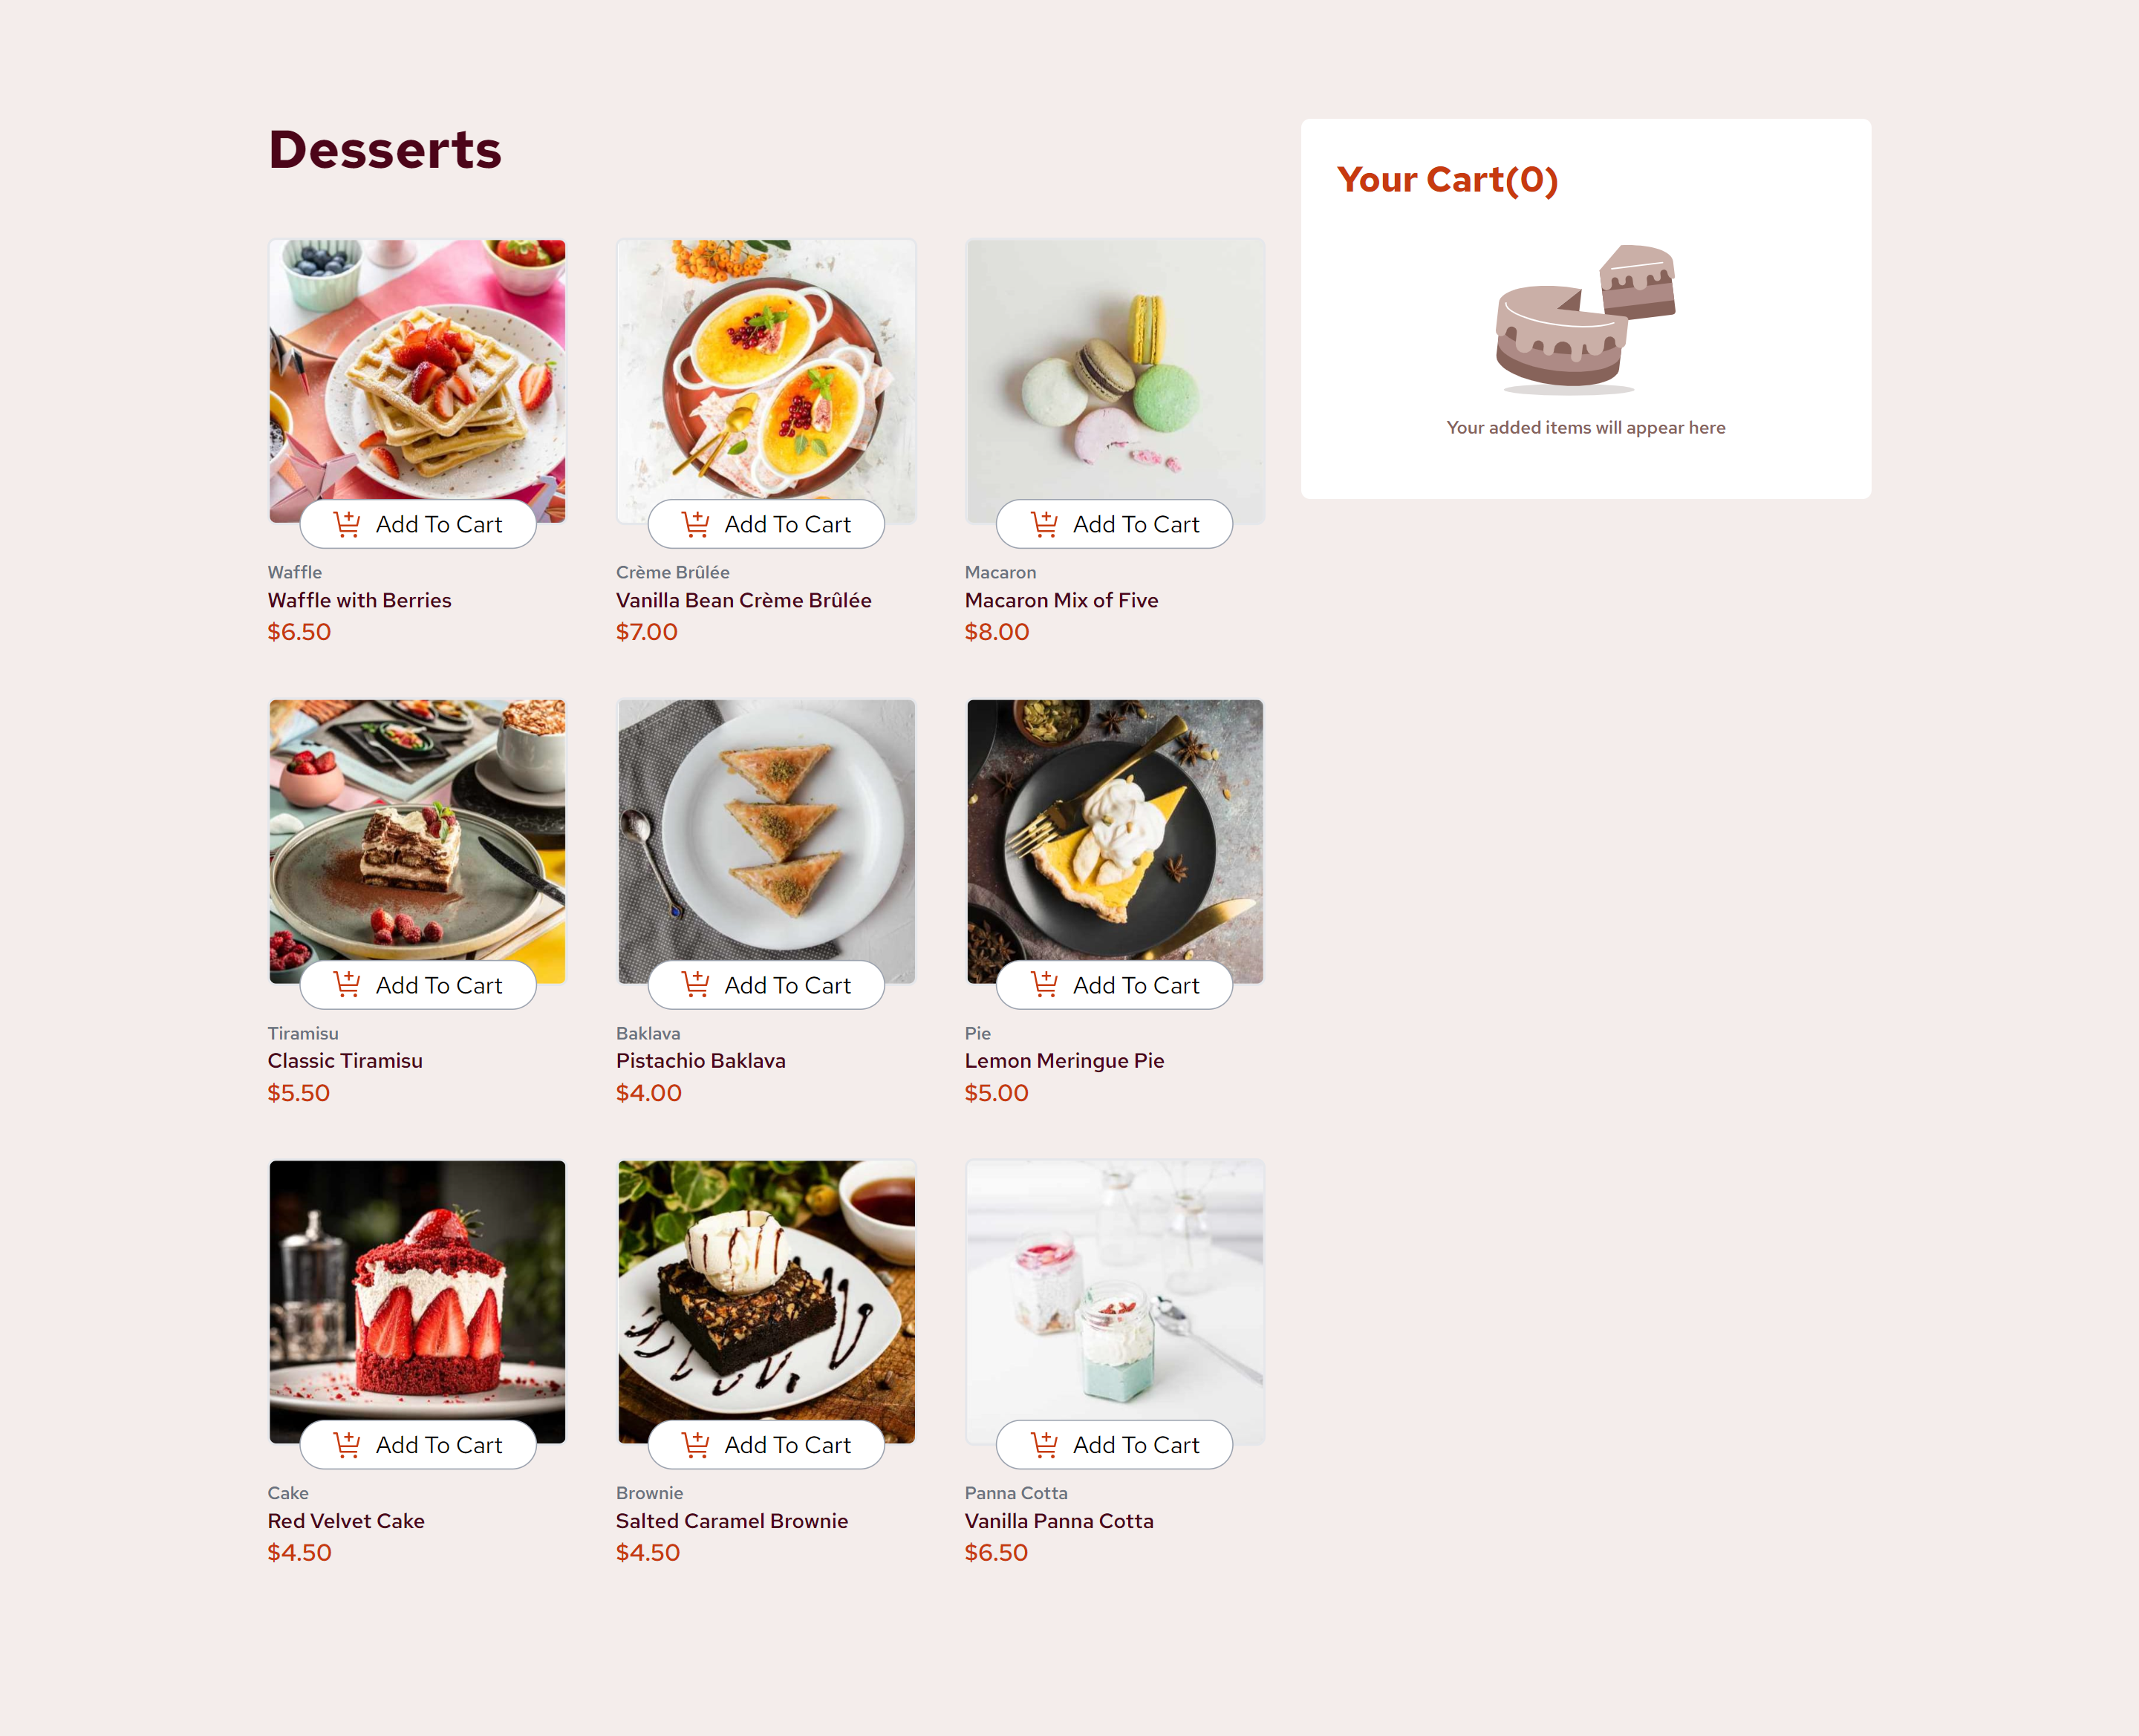 Desserts
Your Cart(0)
Your added items will appear here
Add To Cart
Waffle
Waffle with Berries
$6.50
Add To Cart
Crème Brûlée
Vanilla Bean Crème Brûlée
$7.00
Add To Cart
Macaron
Macaron Mix of Five
$8.00
Add To Cart
Tiramisu
Classic Tiramisu
$5.50
Add To Cart
Baklava
Pistachio Baklava
$4.00
Add To Cart
Pie
Lemon Meringue Pie
$5.00
Add To Cart
Cake
Red Velvet Cake
$4.50
Add To Cart
Brownie
Salted Caramel Brownie
$4.50
Add To Cart
Panna Cotta
Vanilla Panna Cotta
$6.50